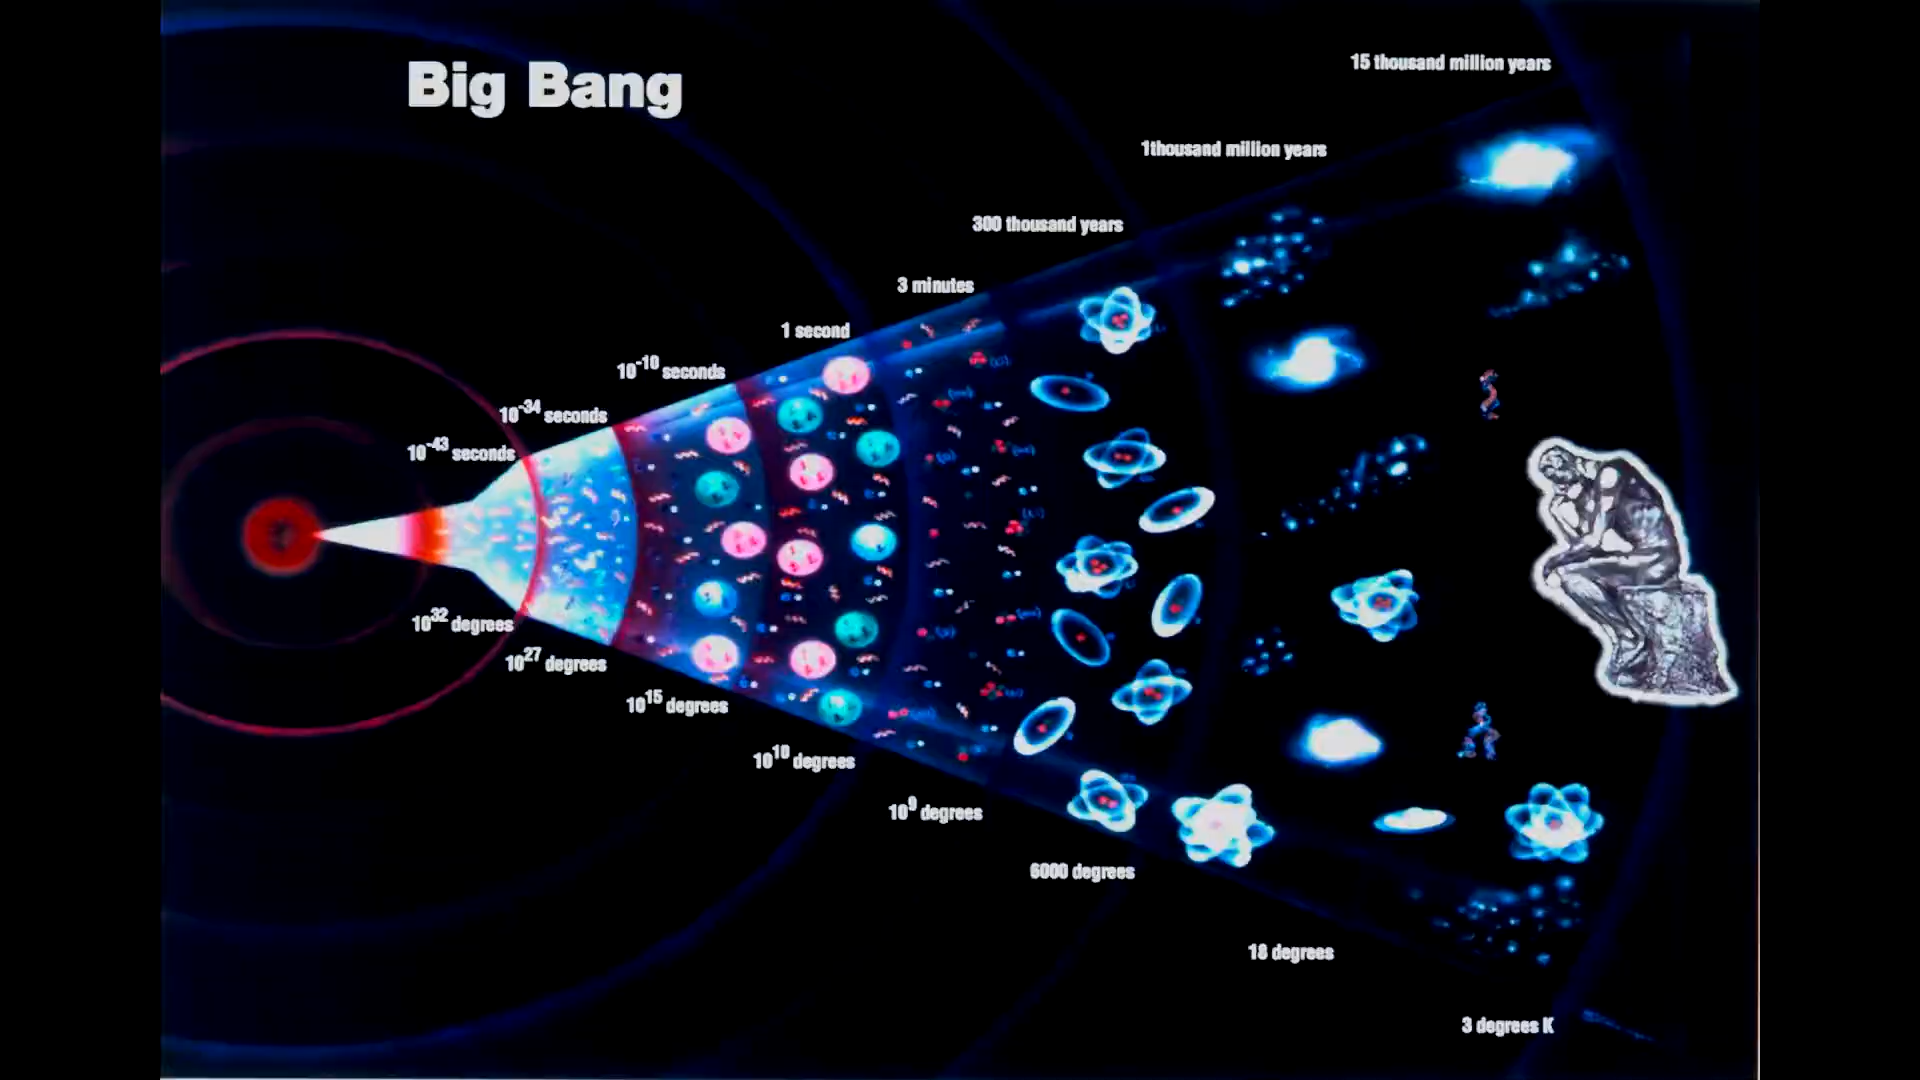 Big Bang
15 thousand million years
1thousand million years
300 thousand years
3 minutes
1 second
10⁻¹⁰ seconds
10⁻³⁴ seconds
10⁻⁴³ seconds
10³² degrees
10²⁷ degrees
10¹⁵ degrees
10¹⁰ degrees
10⁹ degrees
6000 degrees
18 degrees
3 degrees K